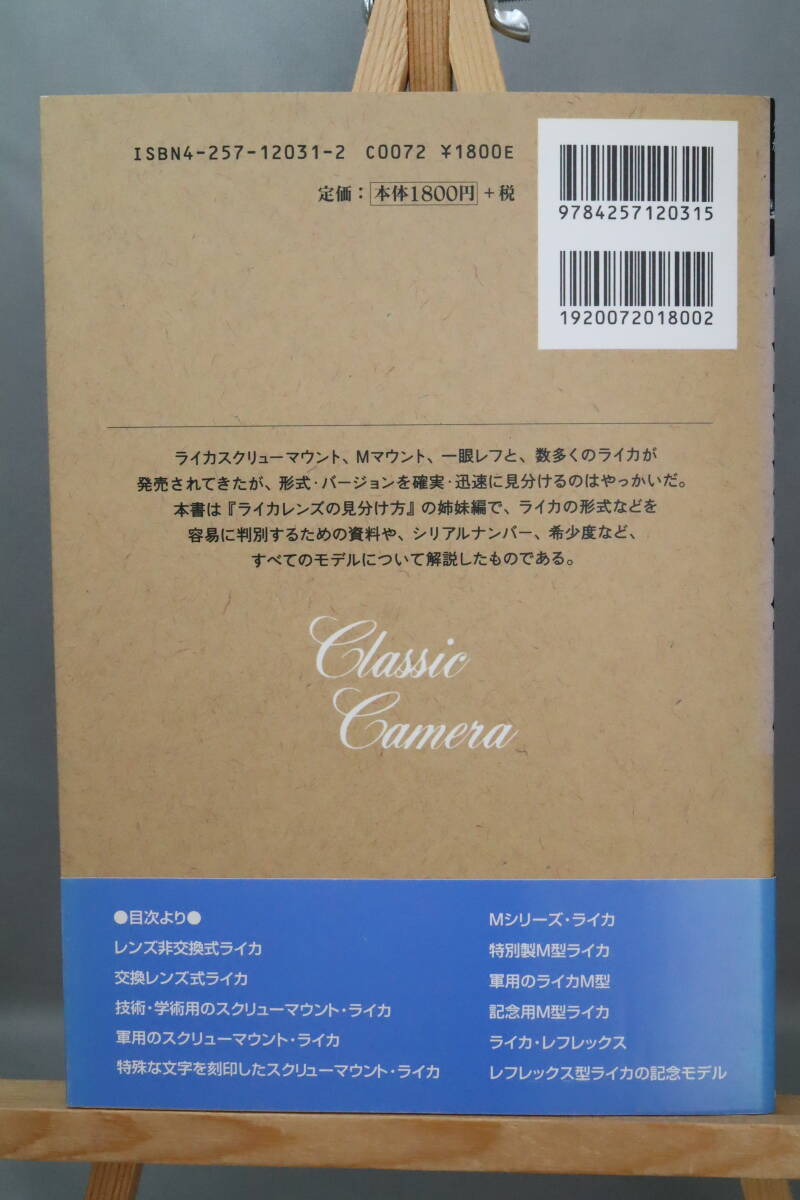 ISBN4-257-12031-2 C0072 ¥1800E
定価：本体1800円+税
9784257120315
1920072018002
ライカスクリューマウント、Mマウント、一眼レフと、数多くのライカが
発売されてきたが、形式・バージョンを確実・迅速に見分けるのはやっかいだ。
本書は『ライカレンズの見分け方』の姉妹編で、ライカの形式などを
容易に判別するための資料や、シリアルナンバー、希少度など、
すべてのモデルについて解説したものである。
Classic
Camera
●目次より●
レンズ非交換式ライカ
交換レンズ式ライカ
技術・学術用のスクリューマウント・ライカ
軍用のスクリューマウント・ライカ
特殊な文字を刻印したスクリューマウント・ライカ
Mシリーズ・ライカ
特別製M型ライカ
軍用のライカM型
記念用M型ライカ
ライカ・レフレックス
レフレックス型ライカの記念モデル